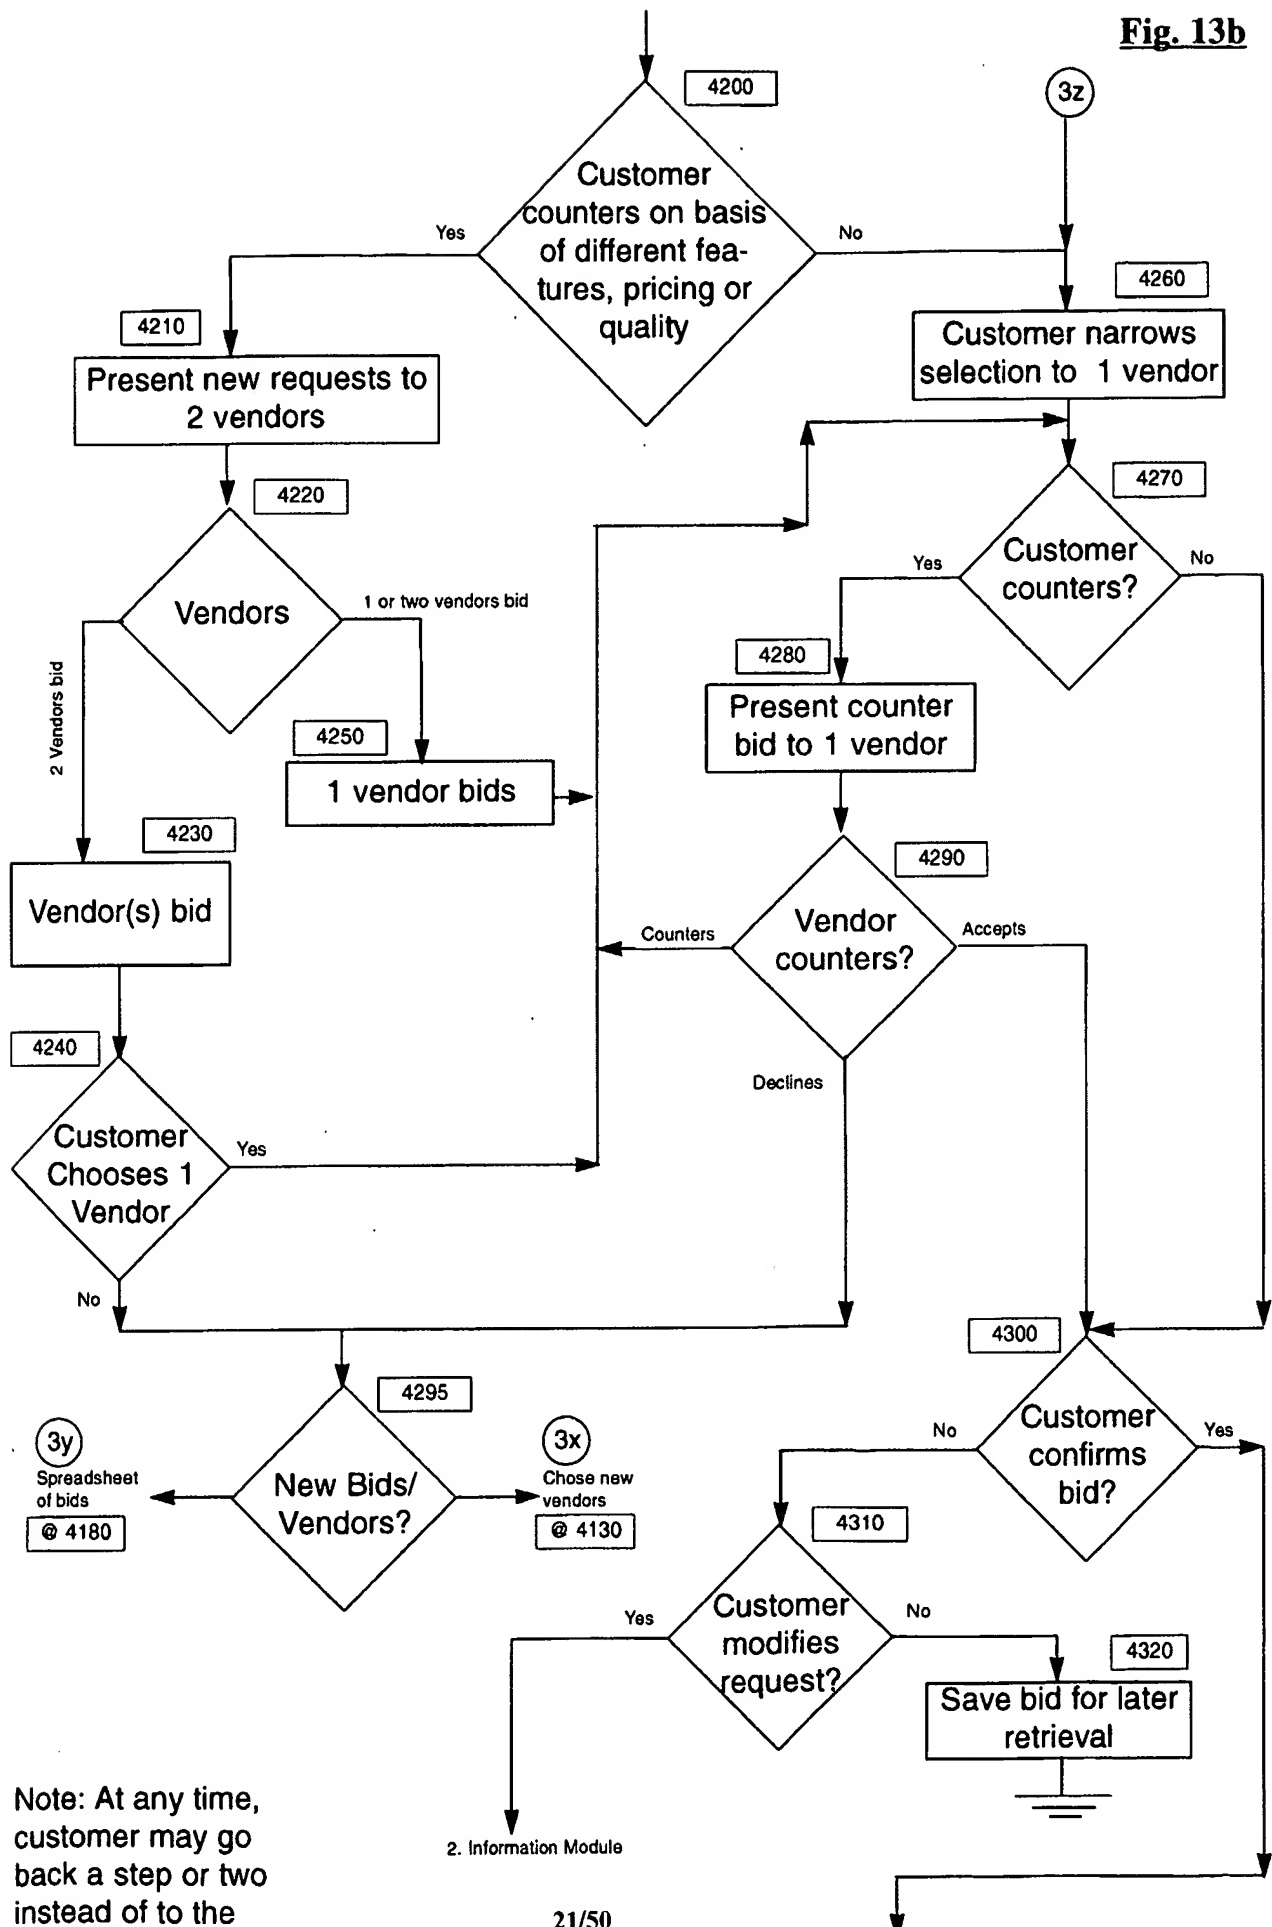 Fig. 13b
4200
3z
Customer
counters on basis
of different fea-
tures, pricing or
quality
Yes
No
4260
4210
Customer narrows
selection to 1 vendor
Present new requests to
2 vendors
4220
4270
Vendors
1 or two vendors bid
Customer
counters?
Yes
No
2 Vendors bid
4280
4250
Present counter
bid to 1 vendor
1 vendor bids
4230
4290
Vendor(s) bid
Vendor
counters?
Counters
Accepts
4240
Declines
Customer
Chooses 1
Vendor
Yes
No
4300
4295
3y
Spreadsheet
of bids
@ 4180
New Bids/
Vendors?
3x
Chose new
vendors
@ 4130
No
Customer
confirms
bid?
Yes
4310
Yes
Customer
modifies
request?
No
4320
Save bid for later
retrieval
Note: At any time,
customer may go
back a step or two
instead of to the
2. Information Module
21/50